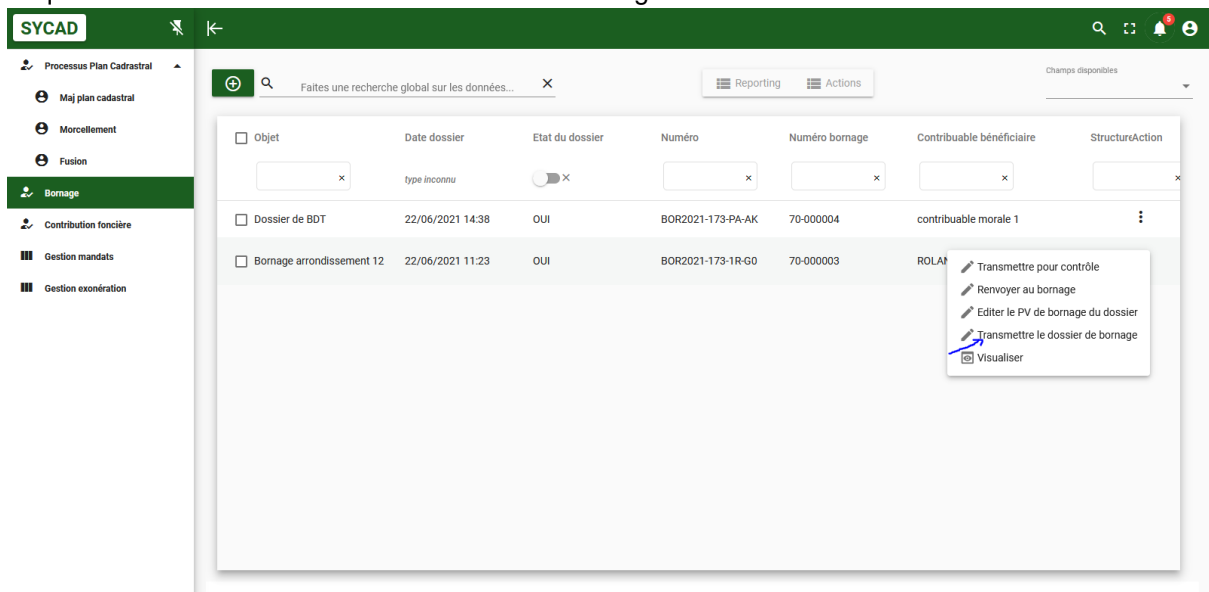 SYCAD
5
Processus Plan Cadrastral
Maj plan cadastral
Morcellement
Fusion
Bornage
Contribution foncière
Gestion mandats
Gestion exonération
Faites une recherche global sur les données...
Reporting
Actions
Champs disponibles
Objet Date dossier Etat du dossier Numéro Numéro bornage Contribuable bénéficiaire Structure Action
type inconnu
Dossier de BDT 22/06/2021 14:38 OUI BOR2021-173-PA-AK 70-000004 contribuable morale 1
Bornage arrondissement 12 22/06/2021 11:23 OUI BOR2021-173-1R-G0 70-000003
Transmettre pour contrôle
Renvoyer au bornage
Editer le PV de bornage du dossier
Transmettre le dossier de bornage
Visualiser